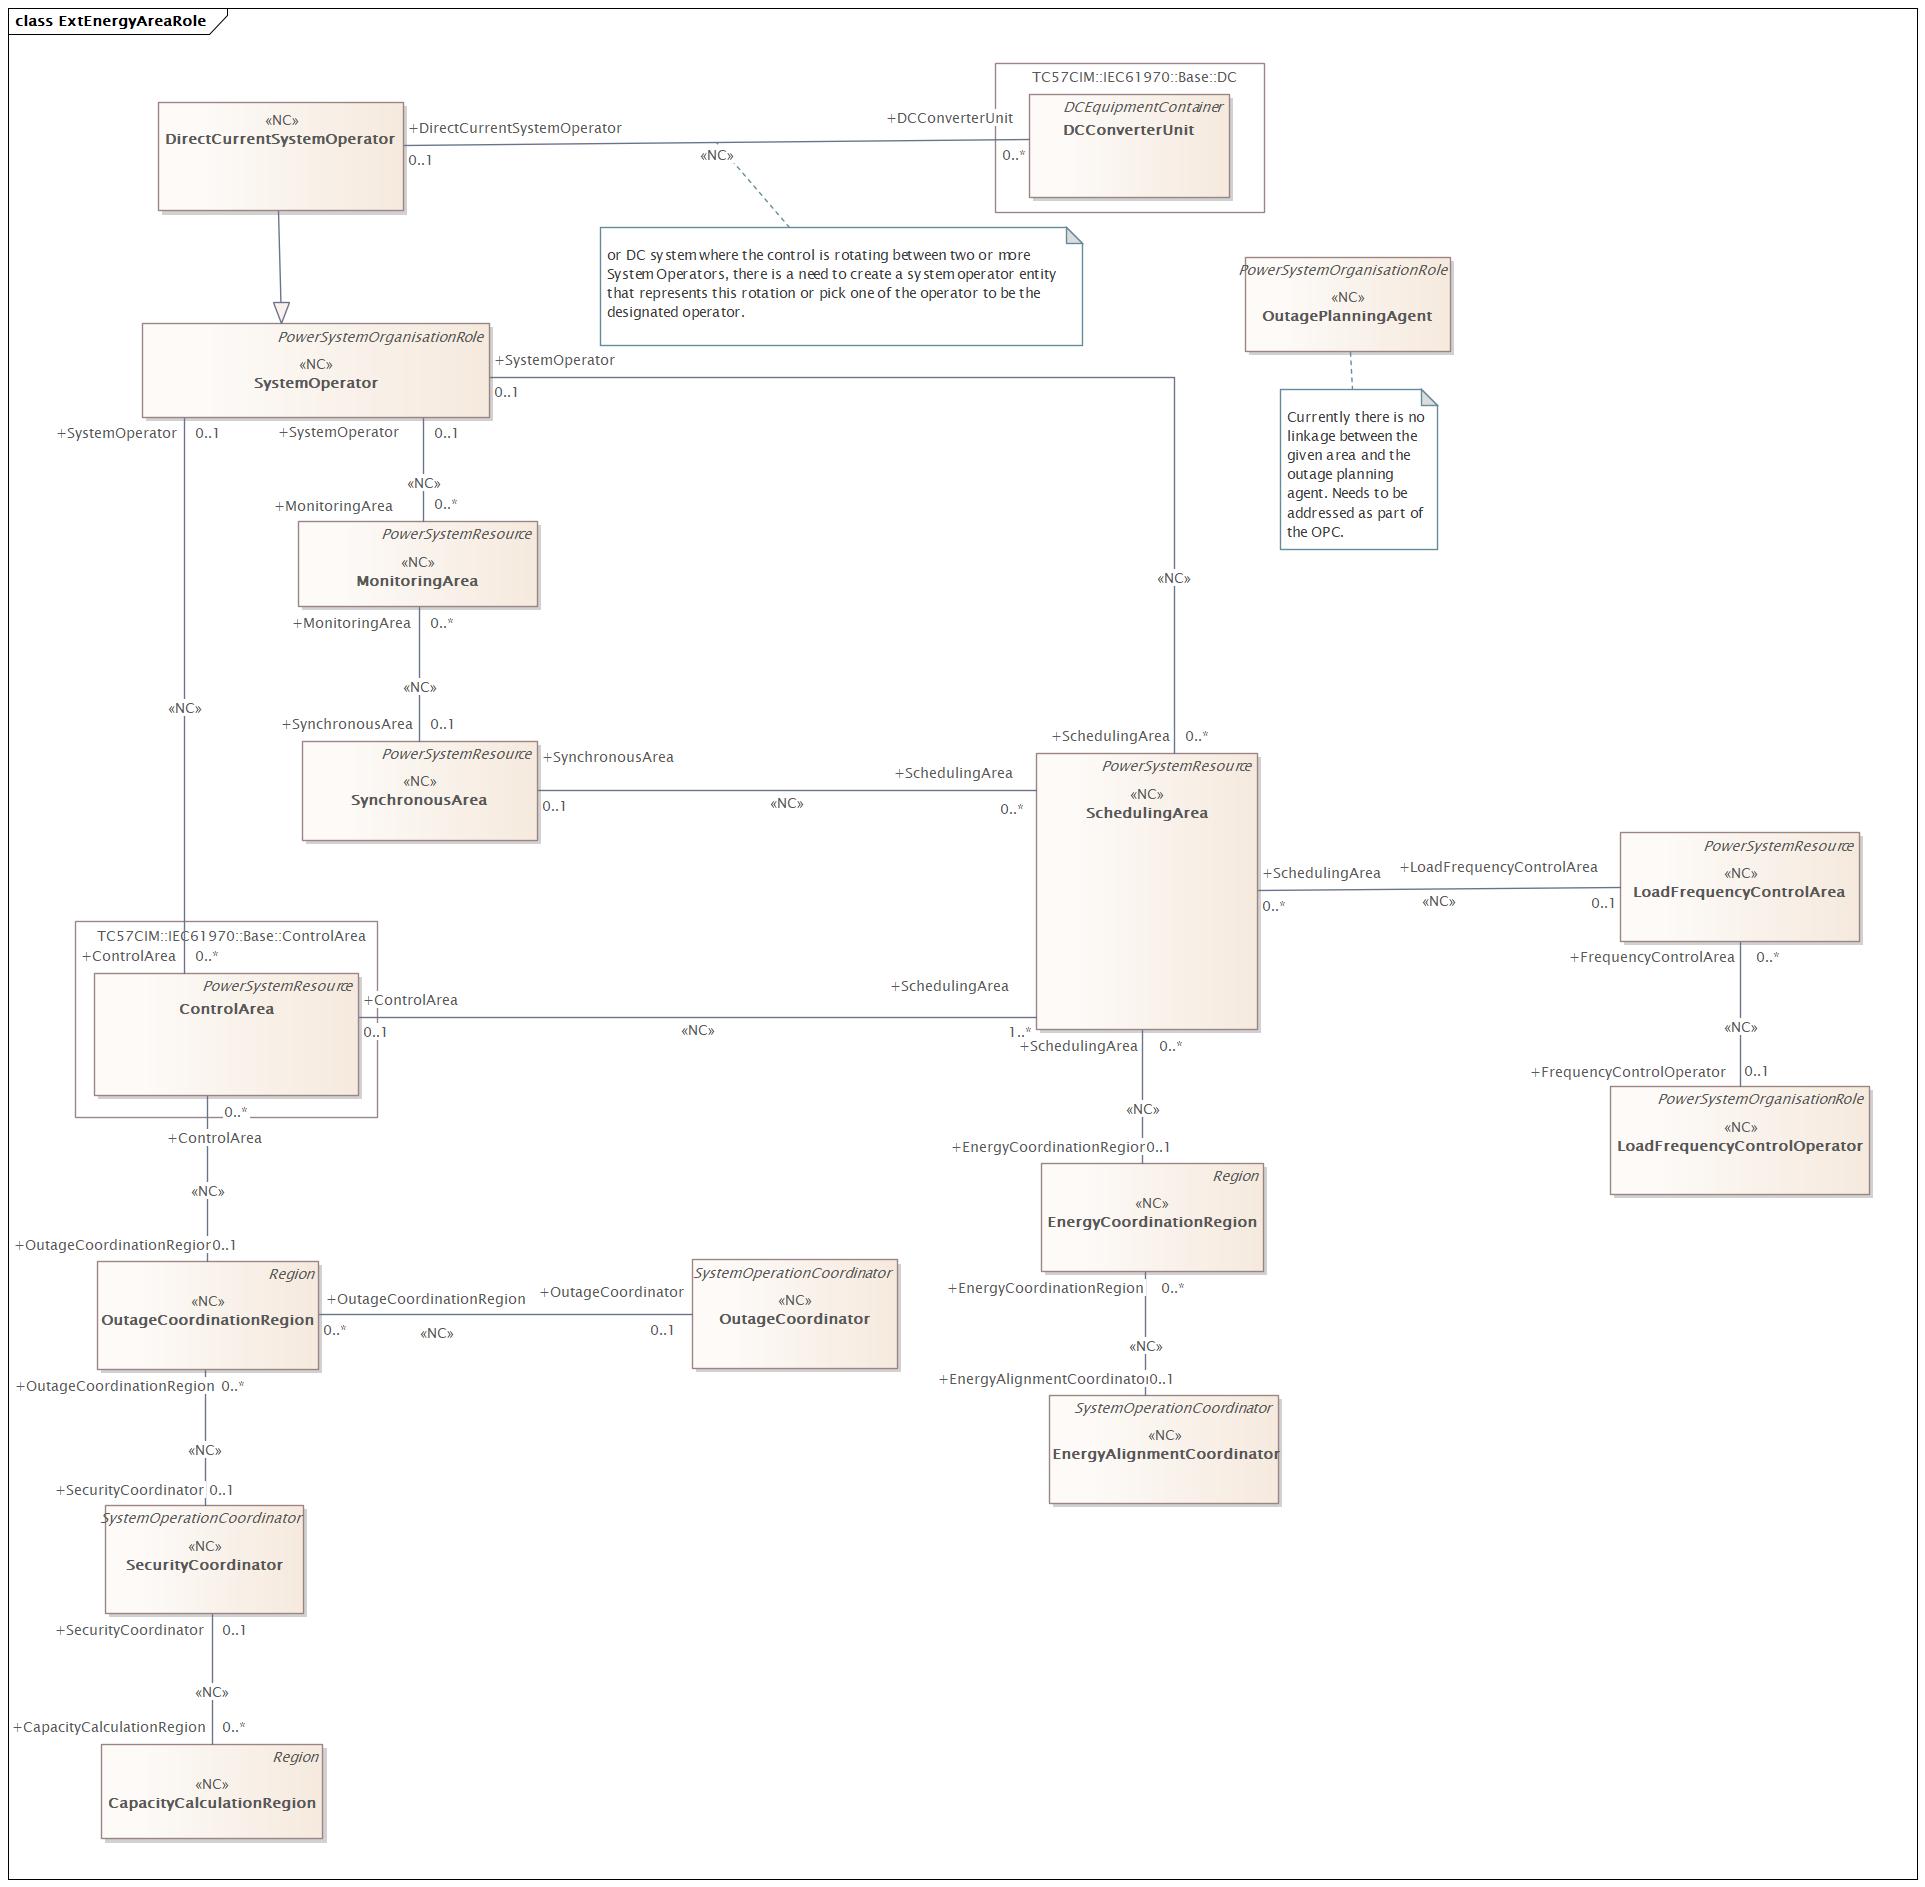 class ExtEnergyAreaRole
TC57CIM::IEC61970::Base::DC
DCEquipmentContainer
DCConverterUnit
«NC»
DirectCurrentSystemOperator
+DirectCurrentSystemOperator
0..1
+DCConverterUnit
0..*
«NC»
or DC system where the control is rotating between two or more
System Operators, there is a need to create a system operator entity
that represents this rotation or pick one of the operator to be the
designated operator.
PowerSystemOrganisationRole
«NC»
OutagePlanningAgent
Currently there is no
linkage between the
given area and the
outage planning
agent. Needs to be
addressed as part of
the OPC.
PowerSystemOrganisationRole
«NC»
SystemOperator
+SystemOperator
0..1
+SystemOperator
0..1
+SystemOperator
0..1
«NC»
+MonitoringArea
0..*
PowerSystemResource
«NC»
MonitoringArea
+MonitoringArea
0..*
«NC»
«NC»
«NC»
+SynchronousArea
0..1
PowerSystemResource
«NC»
SynchronousArea
+SynchronousArea
0..1
«NC»
+SchedulingArea
0..*
+SchedulingArea
0..*
PowerSystemResource
«NC»
SchedulingArea
+SchedulingArea
0..*
«NC»
+LoadFrequencyControlArea
0..1
PowerSystemResource
«NC»
LoadFrequencyControlArea
+FrequencyControlArea
0..*
«NC»
+FrequencyControlOperator
0..1
PowerSystemOrganisationRole
«NC»
LoadFrequencyControlOperator
TC57CIM::IEC61970::Base::ControlArea
+ControlArea
0..*
PowerSystemResource
ControlArea
+ControlArea
0..1
«NC»
+SchedulingArea
1..*
+SchedulingArea
0..*
«NC»
+EnergyCoordinationRegion
0..1
Region
«NC»
EnergyCoordinationRegion
+EnergyCoordinationRegion
0..*
«NC»
+EnergyAlignmentCoordinator
0..1
SystemOperationCoordinator
«NC»
EnergyAlignmentCoordinator
0..*
+ControlArea
«NC»
+OutageCoordinationRegion
0..1
Region
«NC»
OutageCoordinationRegion
+OutageCoordinationRegion
0..*
«NC»
+OutageCoordinator
0..1
SystemOperationCoordinator
«NC»
OutageCoordinator
+OutageCoordinationRegion
0..*
«NC»
+SecurityCoordinator
0..1
SystemOperationCoordinator
«NC»
SecurityCoordinator
+SecurityCoordinator
0..1
«NC»
+CapacityCalculationRegion
0..*
Region
«NC»
CapacityCalculationRegion